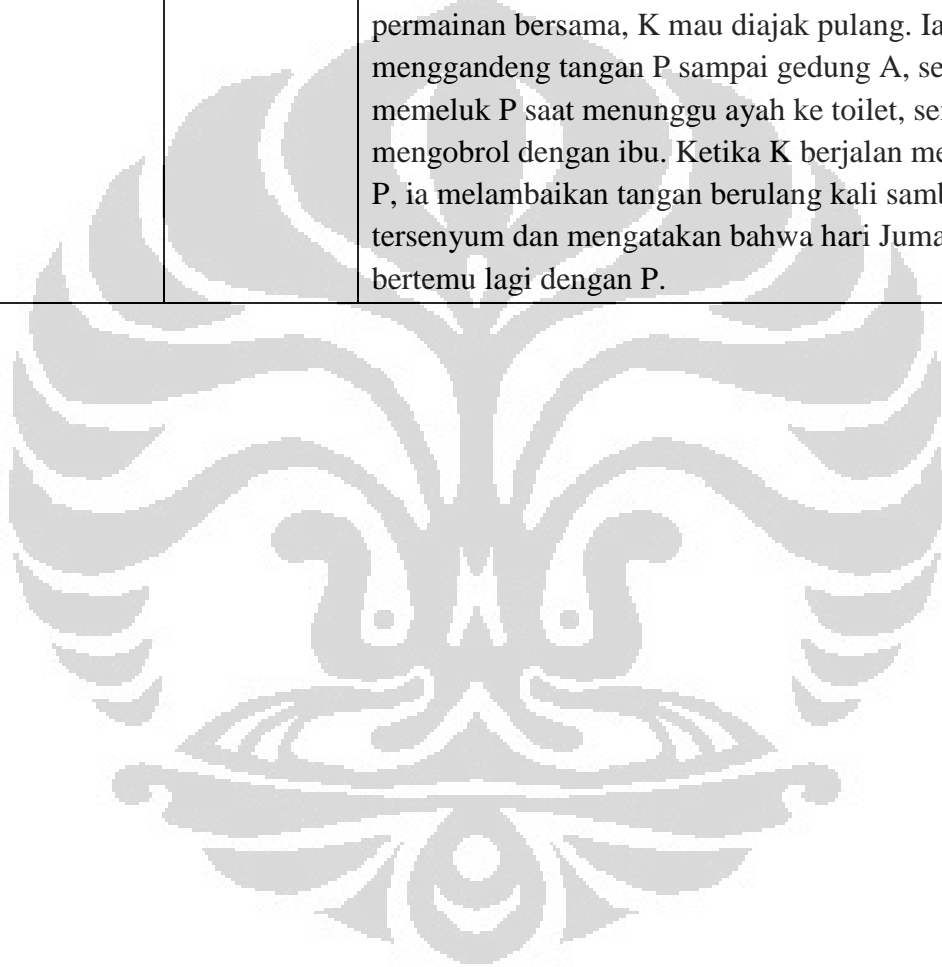 permainan bersama, K mau diajak pulang. Ia
menggandeng tangan P sampai gedung A,
memeluk P saat menunggu ayah ke toilet,
mengobrol dengan ibu. Ketika K berjalan
P, ia melambaikan tangan berulang kali
tersenyum dan mengatakan bahwa hari
bertemu lagi dengan P.